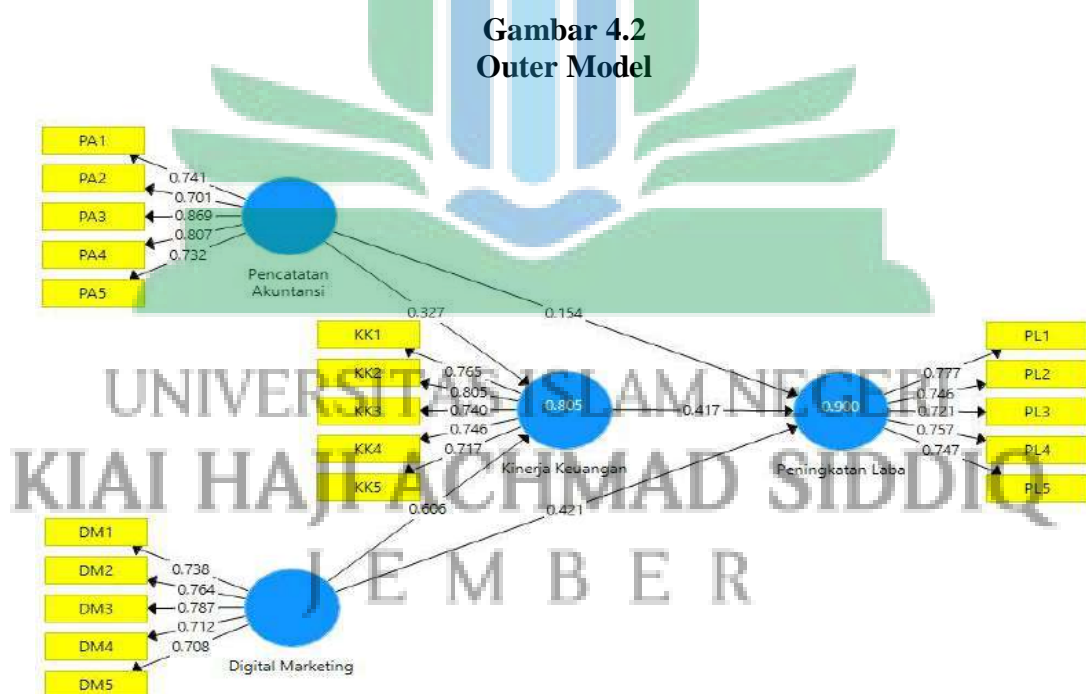 Gambar 4.2
Outer Model
PA1
PA2
PA3
PA4
PA5
0.741
0.701
0.869
0.807
0.732
Pencatatan
Akuntansi
0.327
0.154
KK1
KK2
KK3
KK4
KK5
0.765
0.805
0.740
0.746
0.717
0.805
Kinerja Keuangan
0.417
0.900
Peningkatan Laba
0.777
0.746
0.721
0.757
0.747
PL1
PL2
PL3
PL4
PL5
0.606
0.421
DM1
DM2
DM3
DM4
DM5
0.738
0.764
0.787
0.712
0.708
Digital Marketing
UNIVERSITAS ISLAM NEGERI
KIAI HAJI ACHMAD SIDDIQ
JEMBER